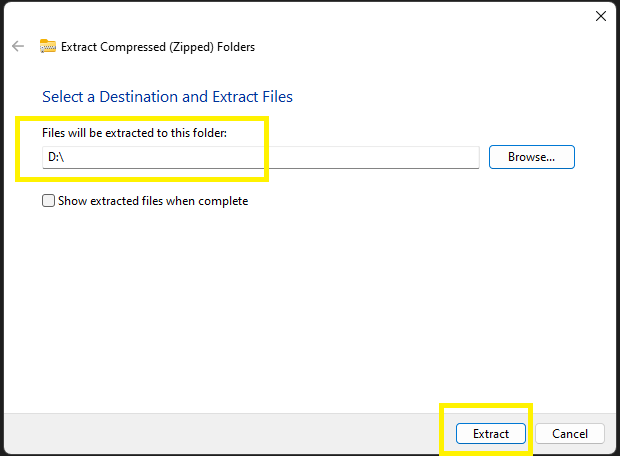 Extract Compressed (Zipped) Folders
Select a Destination and Extract Files
Files will be extracted to this folder:
D:\
Browse...
Show extracted files when complete
Extract
Cancel